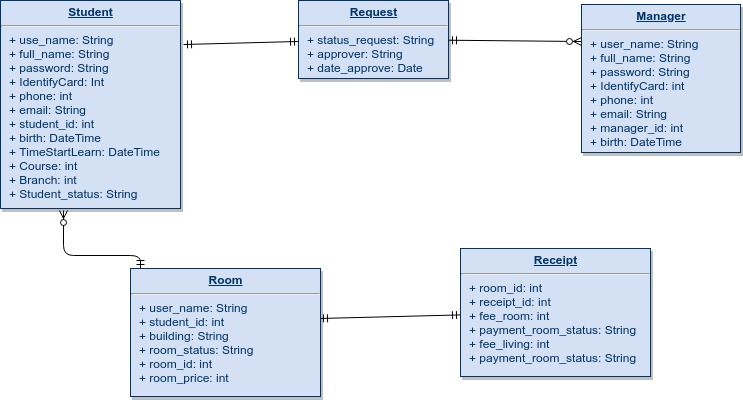 Student
+ use_name: String
+ full_name: String
+ password: String
+ IdentifyCard: Int
+ phone: int
+ email: String
+ student_id: int
+ birth: DateTime
+ TimeStartLearn: DateTime
+ Course: int
+ Branch: int
+ Student_status: String
Request
+ status_request: String
+ approver: String
+ date_approve: Date
Manager
+ user_name: String
+ full_name: String
+ password: String
+ IdentifyCard: Int
+ phone: int
+ email: String
+ manager_id: int
+ birth: DateTime
Room
+ user_name: String
+ student_id: int
+ building: String
+ room_status: String
+ room_id: int
+ room_price: int
Receipt
+ room_id: int
+ receipt_id: int
+ fee_room: int
+ payment_room_status: String
+ fee_living: int
+ payment_room_status: String